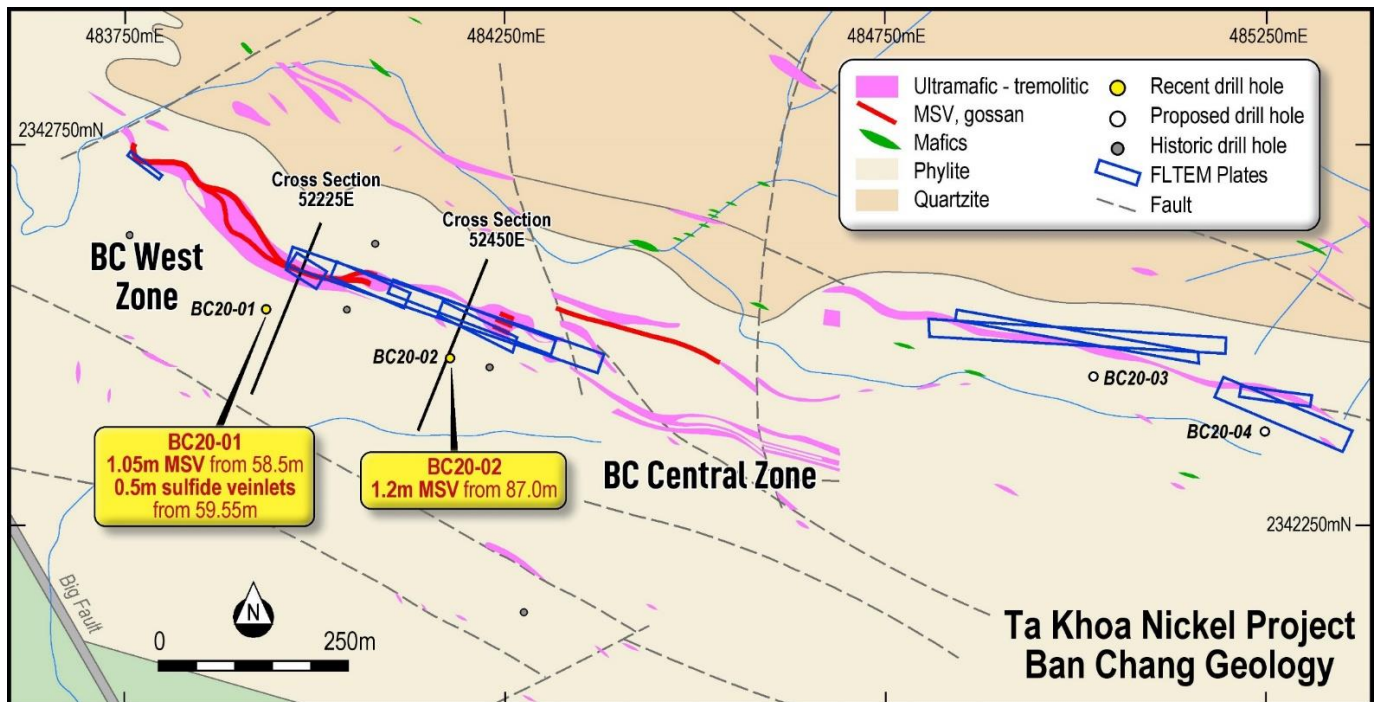 483750mE
484250mE
484750mE
485250mE
2342750mN
Ultramafic - tremolitic
MSV, gossan
Mafics
Phylite
Quartzite
Recent drill hole
Proposed drill hole
Historic drill hole
FLTEM Plates
Fault
Cross Section
52225E
Cross Section
52450E
BC West
Zone
BC20-01
BC20-02
BC20-03
BC20-04
BC20-01
1.05m MSV from 58.5m
0.5m sulfide veinlets
from 59.55m
BC20-02
1.2m MSV from 87.0m
BC Central Zone
2342250mN
Big Fault
N
0
250m
Ta Khoa Nickel Project
Ban Chang Geology